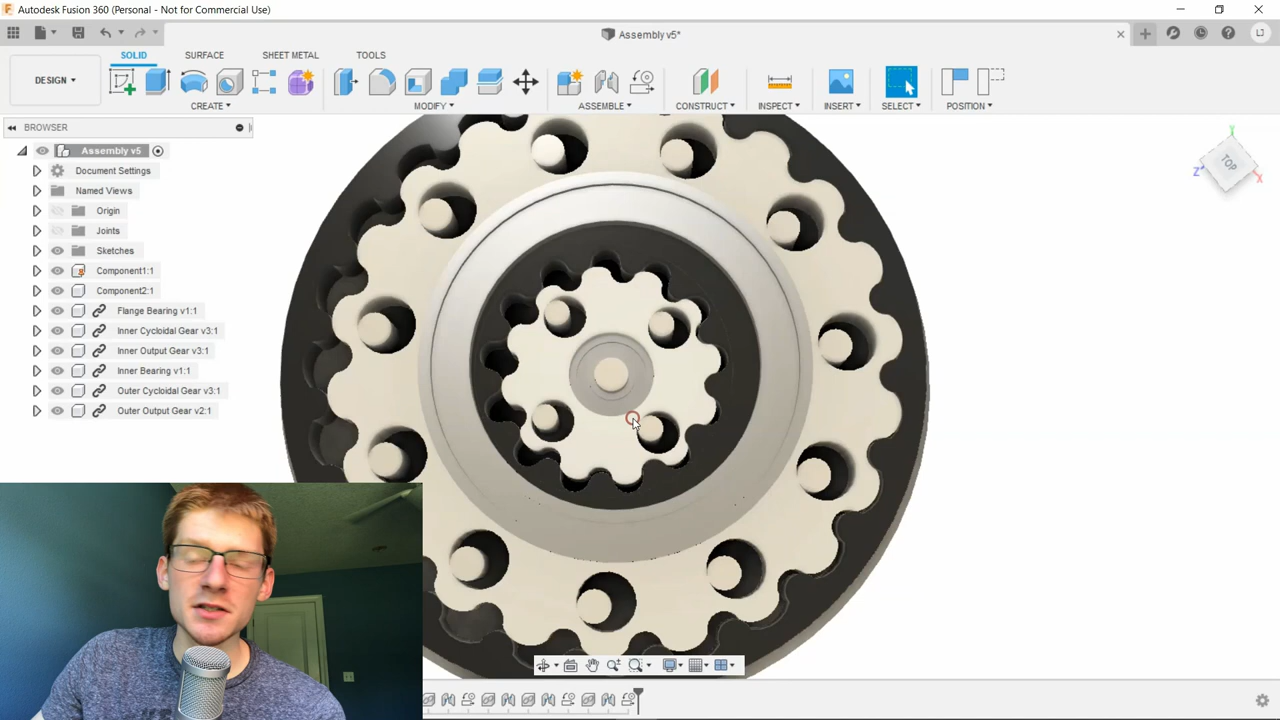 Autodesk Fusion 360 (Personal - Not for Commercial Use)
Assembly v5*
SOLID SURFACE SHEET METAL TOOLS
DESIGN
CREATE MODIFY ASSEMBLE CONSTRUCT INSPECT INSERT SELECT POSITION
BROWSER
Assembly v5
Document Settings
Named Views
Origin
Joints
Sketches
Component1:1
Component2:1
Flange Bearing v1:1
Inner Cycloidal Gear v3:1
Inner Output Gear v3:1
Inner Bearing v1:1
Outer Cycloidal Gear v3:1
Outer Output Gear v2:1
Y
TOP
Z
X